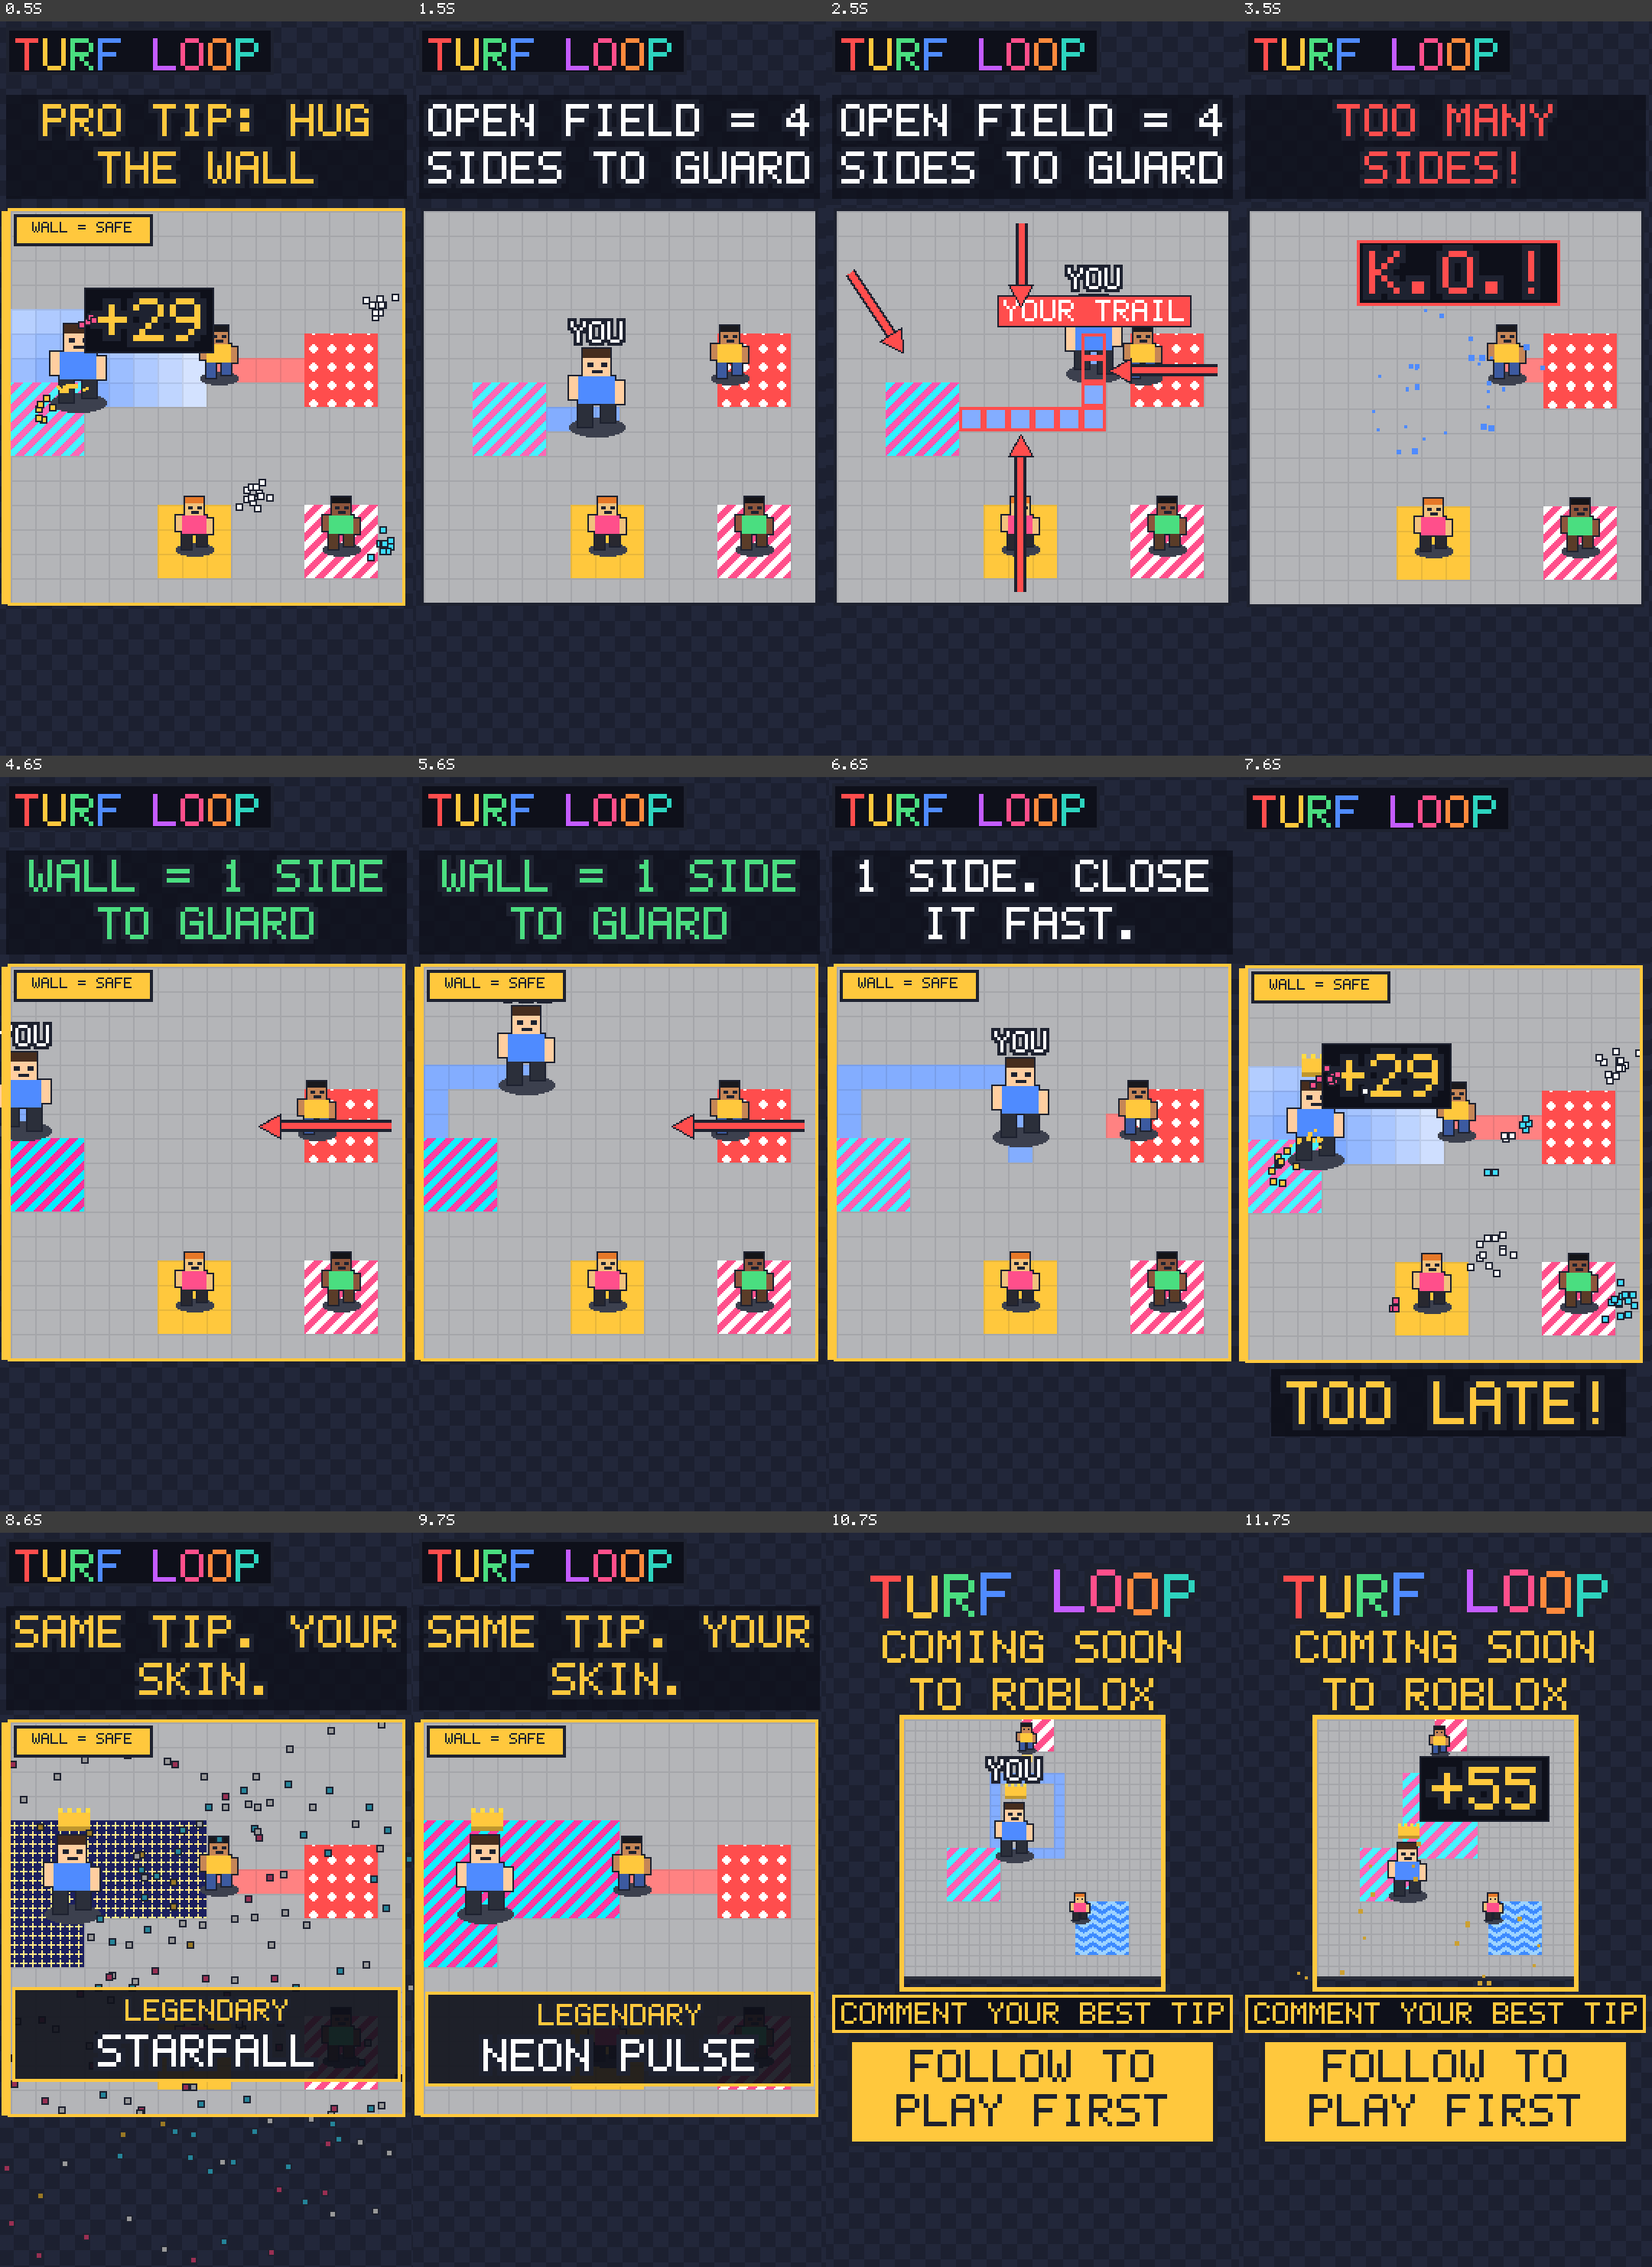 0.5S
TURF LOOP
PRO TIP: HUG
THE WALL
WALL = SAFE
+29
1.5S
TURF LOOP
OPEN FIELD = 4
SIDES TO GUARD
YOU
2.5S
TURF LOOP
OPEN FIELD = 4
SIDES TO GUARD
YOU
YOUR TRAIL
3.5S
TURF LOOP
TOO MANY
SIDES!
K.O.!
4.6S
TURF LOOP
WALL = 1 SIDE
TO GUARD
WALL = SAFE
OU
5.6S
TURF LOOP
WALL = 1 SIDE
TO GUARD
WALL = SAFE
6.6S
TURF LOOP
1 SIDE. CLOSE
IT FAST.
WALL = SAFE
YOU
7.6S
TURF LOOP
WALL = SAFE
+29
TOO LATE!
8.6S
TURF LOOP
SAME TIP. YOUR
SKIN.
WALL = SAFE
LEGENDARY
STARFALL
9.7S
TURF LOOP
SAME TIP. YOUR
SKIN.
WALL = SAFE
LEGENDARY
NEON PULSE
10.7S
TURF LOOP
COMING SOON
TO ROBLOX
YOU
COMMENT YOUR BEST TIP
FOLLOW TO
PLAY FIRST
11.7S
TURF LOOP
COMING SOON
TO ROBLOX
+55
COMMENT YOUR BEST TIP
FOLLOW TO
PLAY FIRST